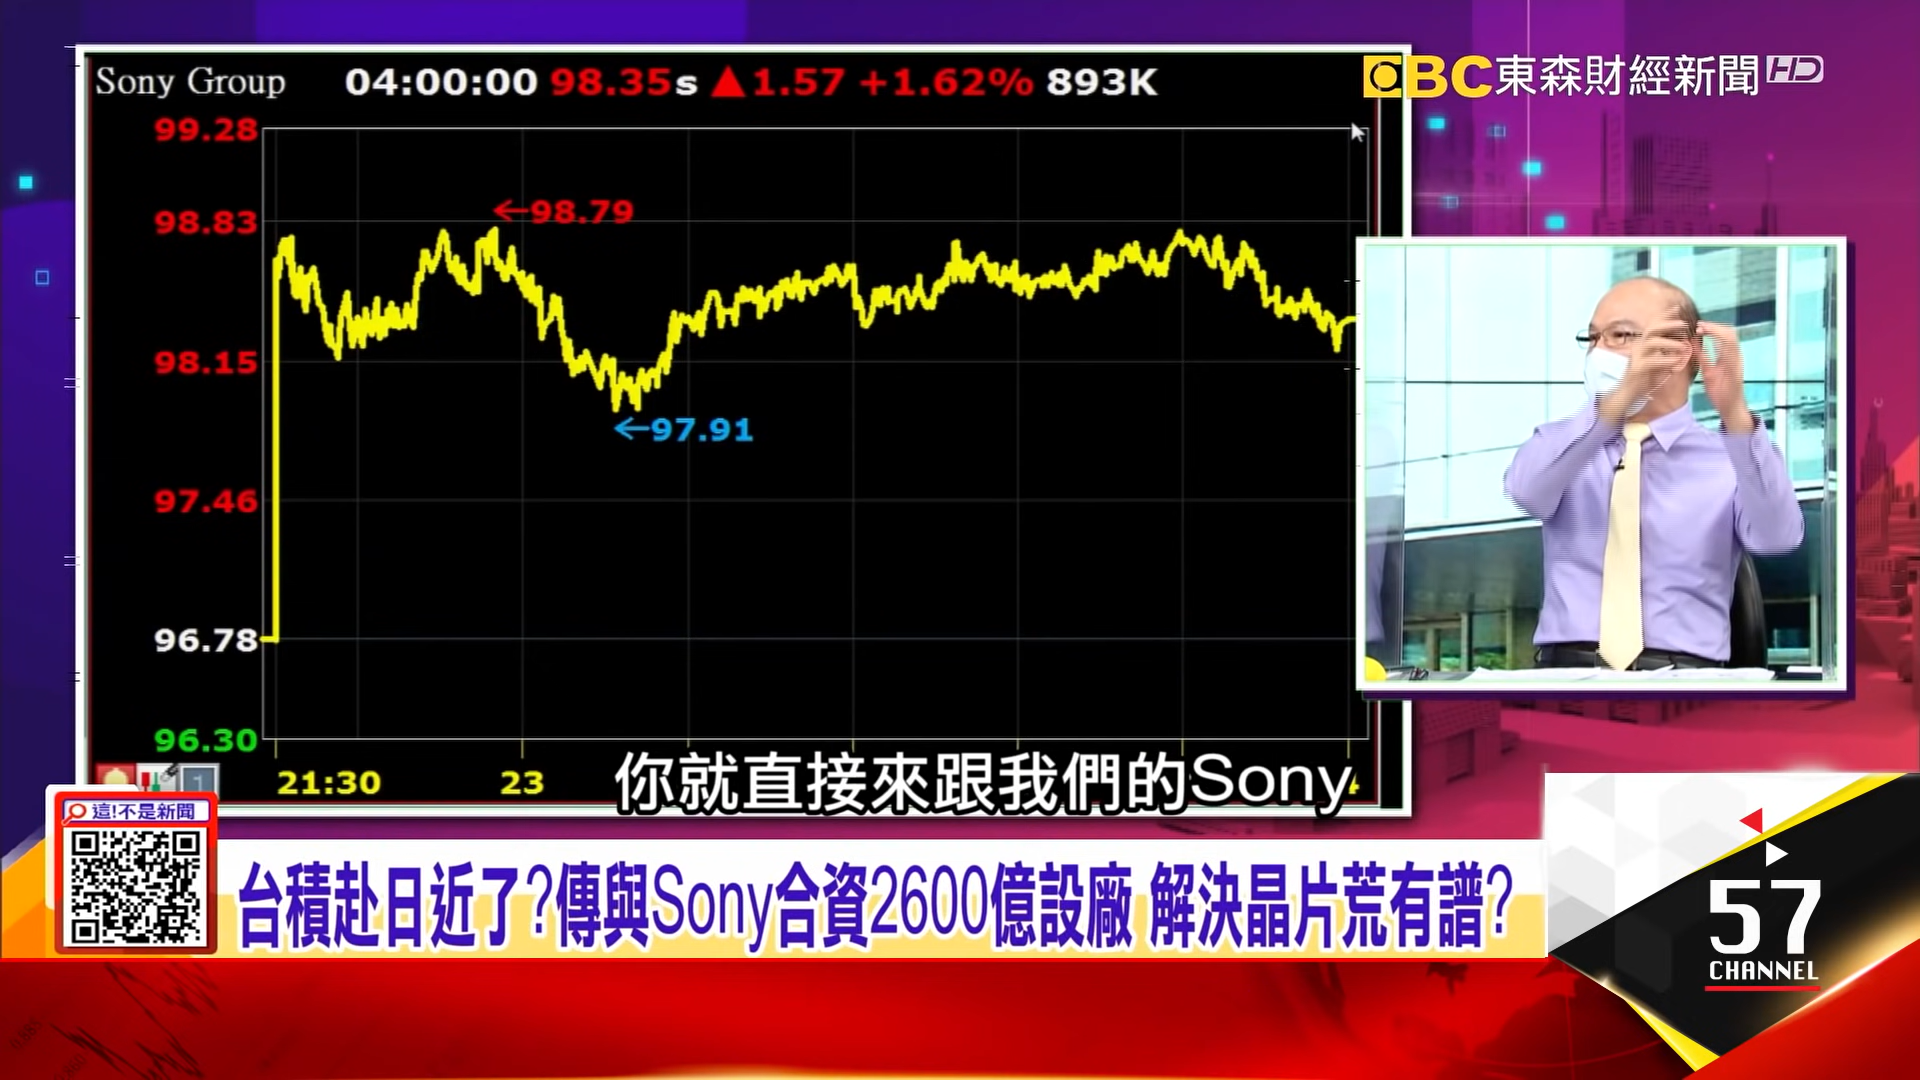 Sony Group 04:00:00 98.35s ▲1.57 +1.62% 893K
EBC東森財經新聞HD
99.28
←98.79
98.83
98.15
←97.91
97.46
96.78
96.30
21:30 23
你就直接來跟我們的Sony
這!不是新聞
台積赴日近了?傳與Sony合資2600億設廠 解決晶片荒有譜?
57
CHANNEL